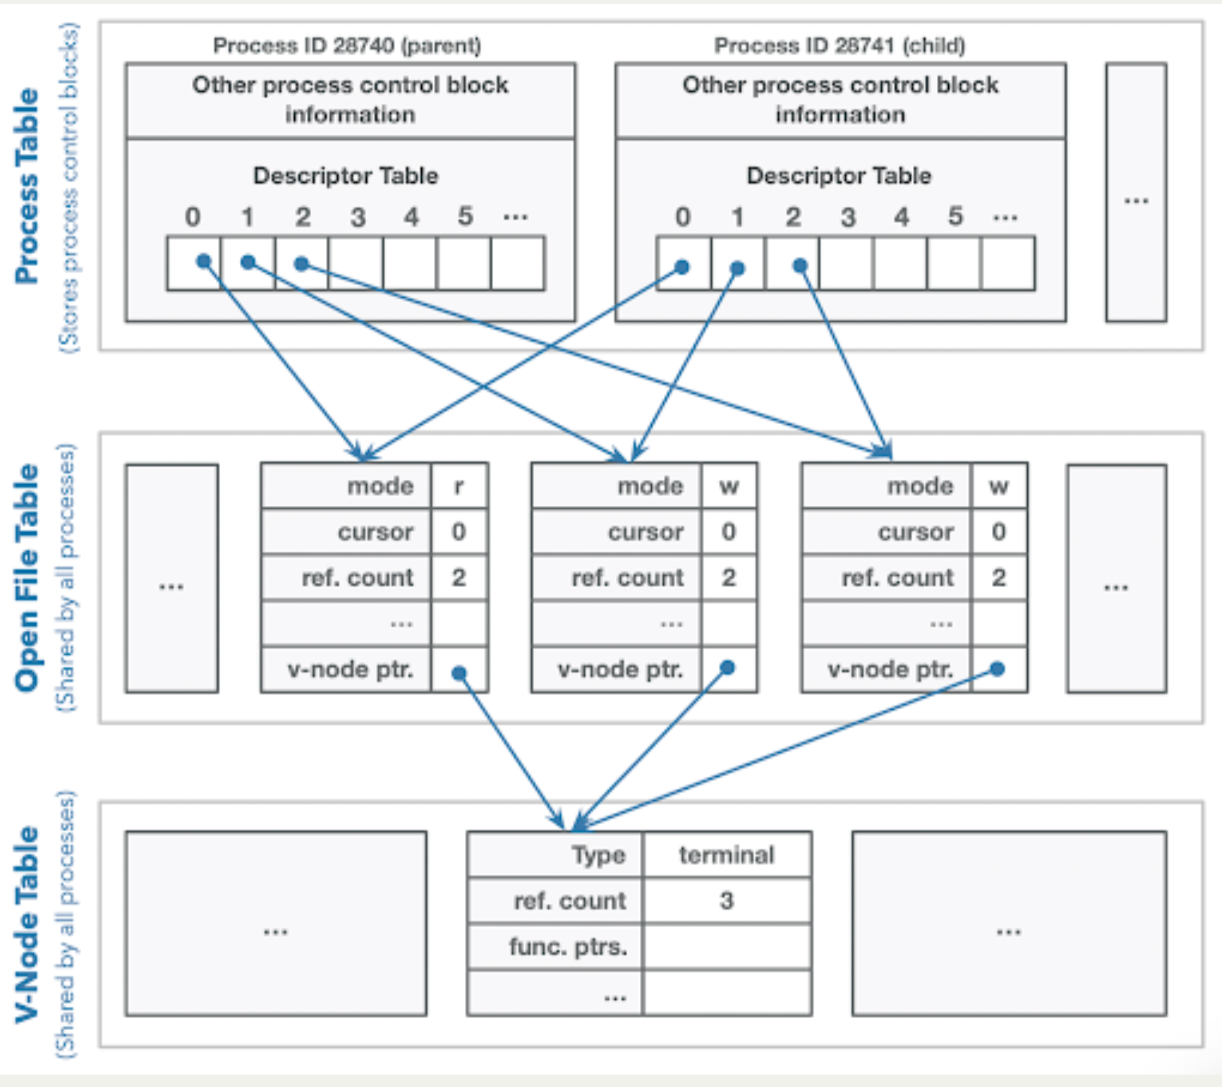 Process Table
(Stores process control blocks)
Process ID 28740 (parent)
Other process control block
information
Descriptor Table
0 1 2 3 4 5 ...
Process ID 28741 (child)
Other process control block
information
Descriptor Table
0 1 2 3 4 5 ...
...
Open File Table
(Shared by all processes)
...
mode r
cursor 0
ref. count 2
...
v-node ptr.
mode w
cursor 0
ref. count 2
...
v-node ptr.
mode w
cursor 0
ref. count 2
...
v-node ptr.
...
V-Node Table
(Shared by all processes)
...
Type terminal
ref. count 3
func. ptrs.
...
...